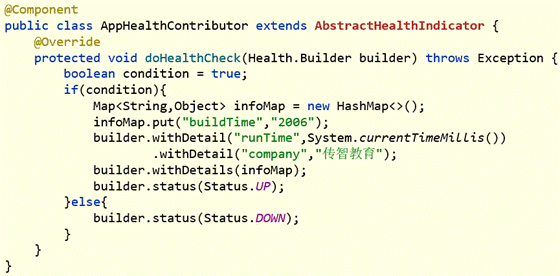 @Component
public class AppHealthContributor extends AbstractHealthIndicator {
    @Override
    protected void doHealthCheck(Health.Builder builder) throws Exception {
        boolean condition = true;
        if(condition){
            Map<String,Object> infoMap = new HashMap<>();
            infoMap.put("buildTime","2006");
            builder.withDetail("runTime",System.currentTimeMillis())
                    .withDetail("company","传智教育");
            builder.withDetails(infoMap);
            builder.status(Status.UP);
        }else{
            builder.status(Status.DOWN);
        }
    }
}